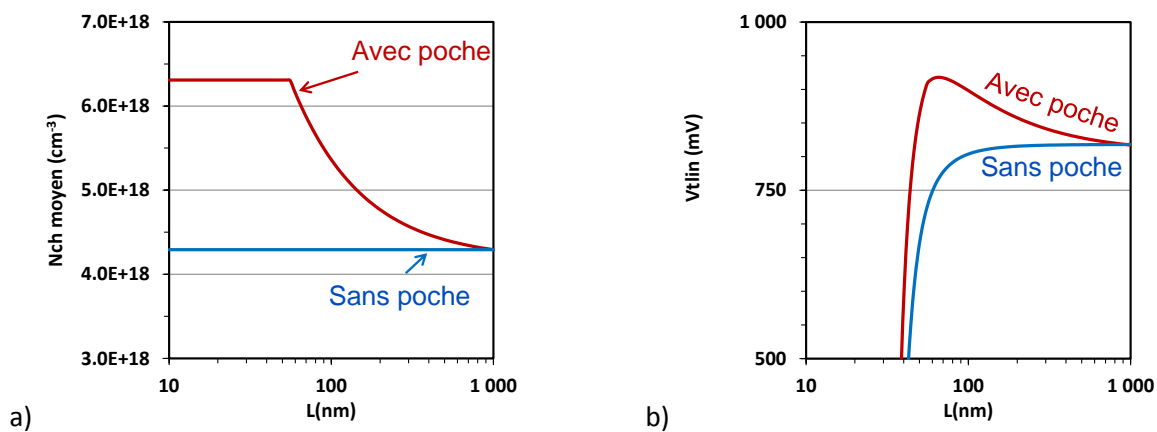 7.0E+18
6.0E+18
5.0E+18
4.0E+18
3.0E+18
Nch moyen (cm-3)
10
100
1 000
L(nm)
Avec poche
Sans poche
a)
1 000
750
500
Vtlin (mV)
10
100
1 000
L(nm)
Avec poche
Sans poche
b)